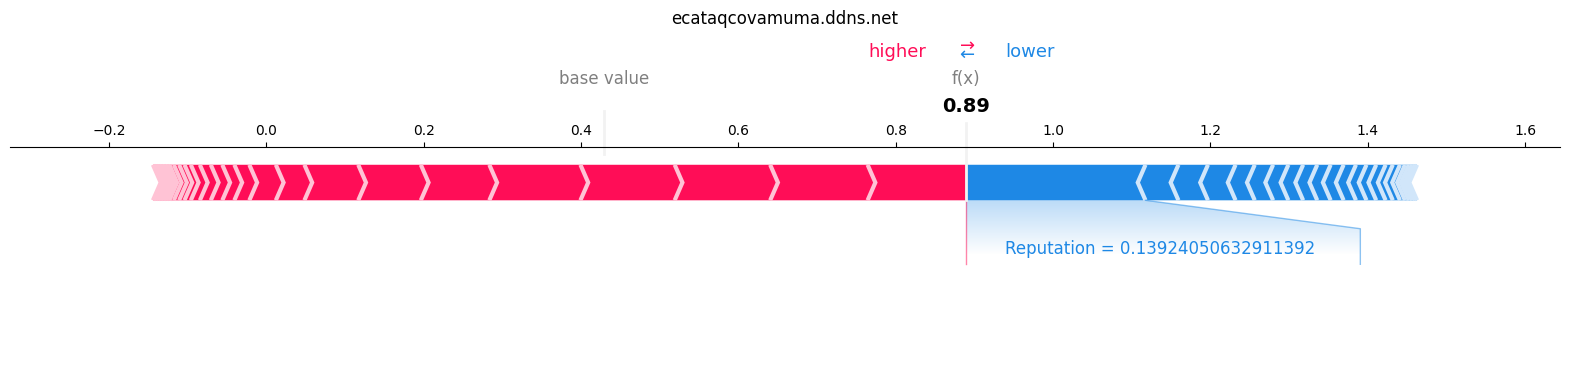 ecataqcovamuma.ddns.net
higher ⇄ lower
base value f(x)
0.89
−0.2 0.0 0.2 0.4 0.6 0.8 1.0 1.2 1.4 1.6
Reputation = 0.13924050632911392